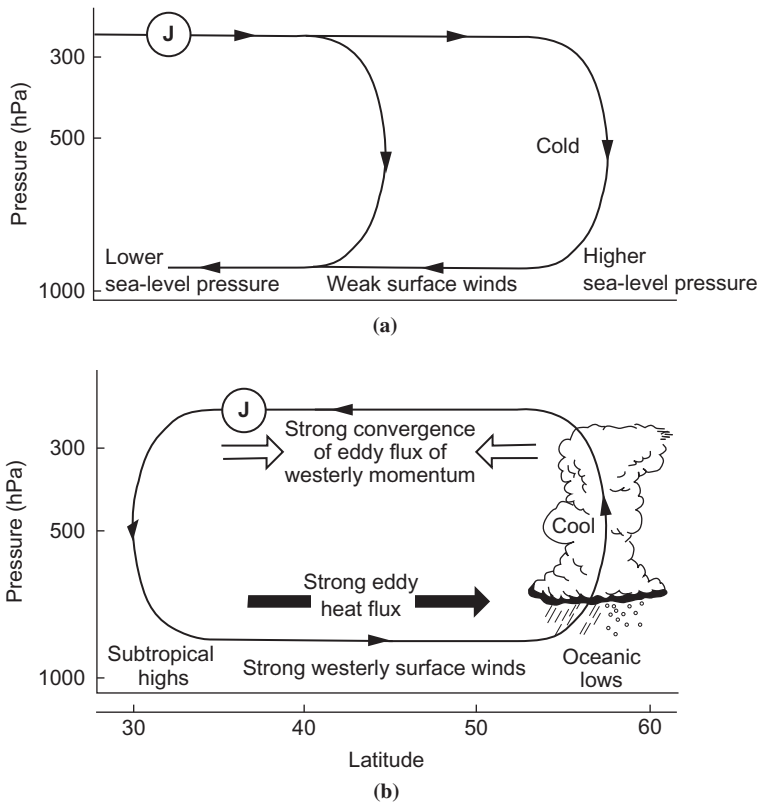 J
300
500
1000
Pressure (hPa)
Cold
Lower
sea-level pressure
Weak surface winds
Higher
sea-level pressure
(a)
J
300
500
1000
Pressure (hPa)
Strong convergence
of eddy flux of
westerly momentum
Cool
Strong eddy
heat flux
Subtropical
highs
Strong westerly surface winds
Oceanic
lows
30
40
50
60
Latitude
(b)